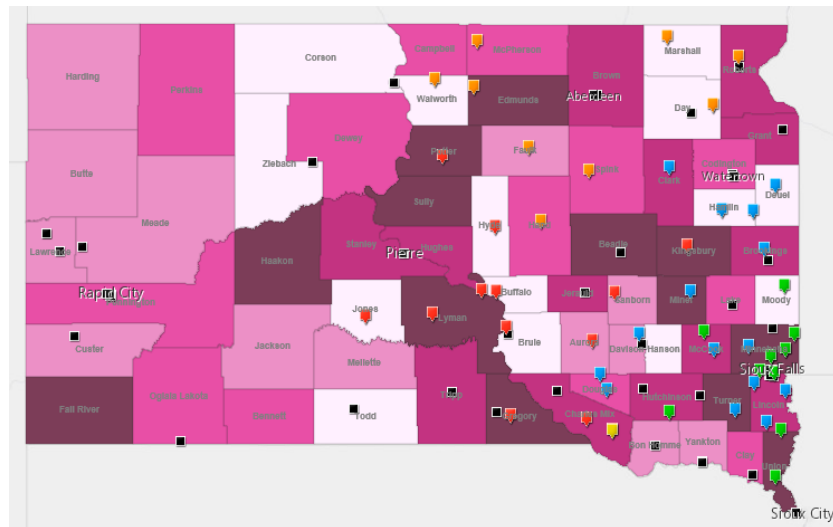 Campbell
McPherson
Marshall
Roberts
Corson
Harding
Perkins
Brown
Walworth
Edmunds
Aberdeen
Day
Dewey
Grant
Potter
Faulk
Ziebach
Spink
Clark
Codington
Watertown
Butte
Deuel
Sully
Hamlin
Meade
Hyde
Hand
Stanley
Hughes
Pierre
Beadle
Kingsbury
Brookings
Lawrence
Haakon
Rapid City
Buffalo
Jerauld
Sanborn
Miner
Lake
Moody
Jones
Lyman
Custer
Jackson
Brule
Aurora
Davison
Hanson
McCook
Minnehaha
Mellette
Sioux Falls
Fall River
Oglala Lakota
Bennett
Todd
Tripp
Gregory
Douglas
Hutchinson
Turner
Lincoln
Charles Mix
Bon Homme
Yankton
Clay
Union
Sioux City